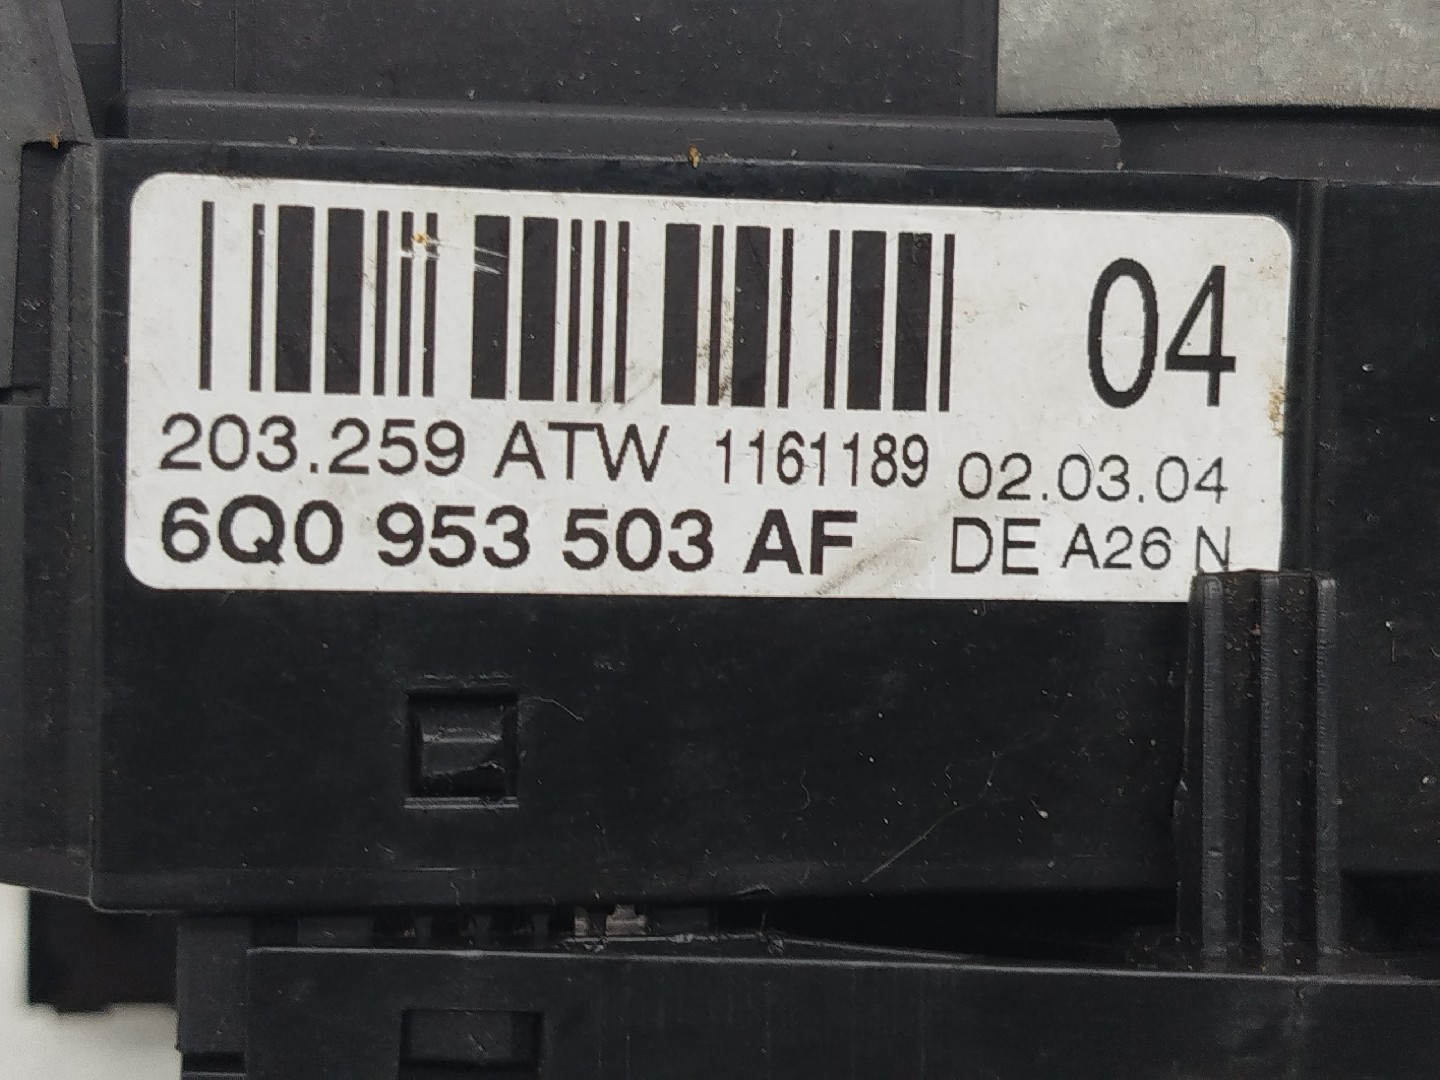 04
203.259 ATW 1161189 02.03.04
6Q0 953 503 AF DE A26 N